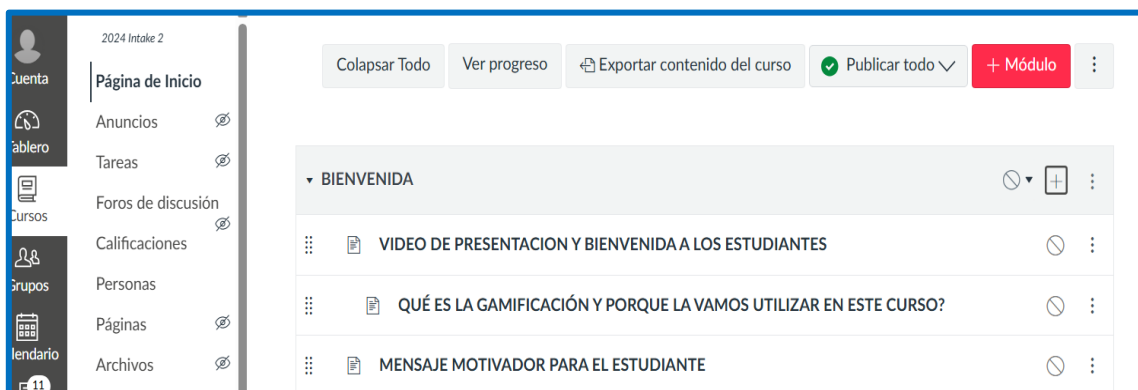 2024 Intake 2
Cuenta
Tablero
Cursos
Grupos
lendario
11
Página de Inicio
Anuncios
Tareas
Foros de discusión
Calificaciones
Personas
Páginas
Archivos
Colapsar Todo
Ver progreso
Exportar contenido del curso
Publicar todo
+ Módulo
BIENVENIDA
VIDEO DE PRESENTACION Y BIENVENIDA A LOS ESTUDIANTES
QUÉ ES LA GAMIFICACIÓN Y PORQUE LA VAMOS UTILIZAR EN ESTE CURSO?
MENSAJE MOTIVADOR PARA EL ESTUDIANTE